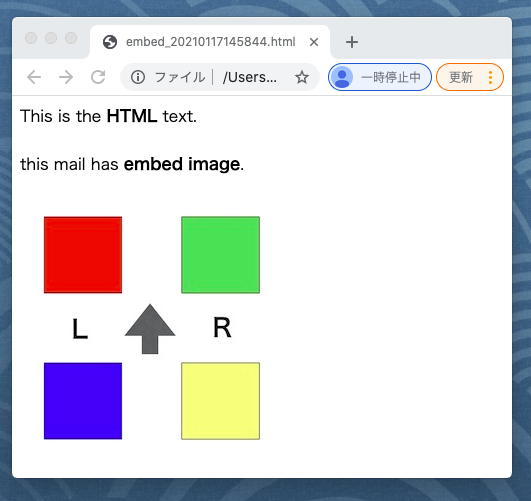 embed_20210117145844.html
ファイル /Users... 一時停止中 更新
This is the HTML text.
this mail has embed image.
L R